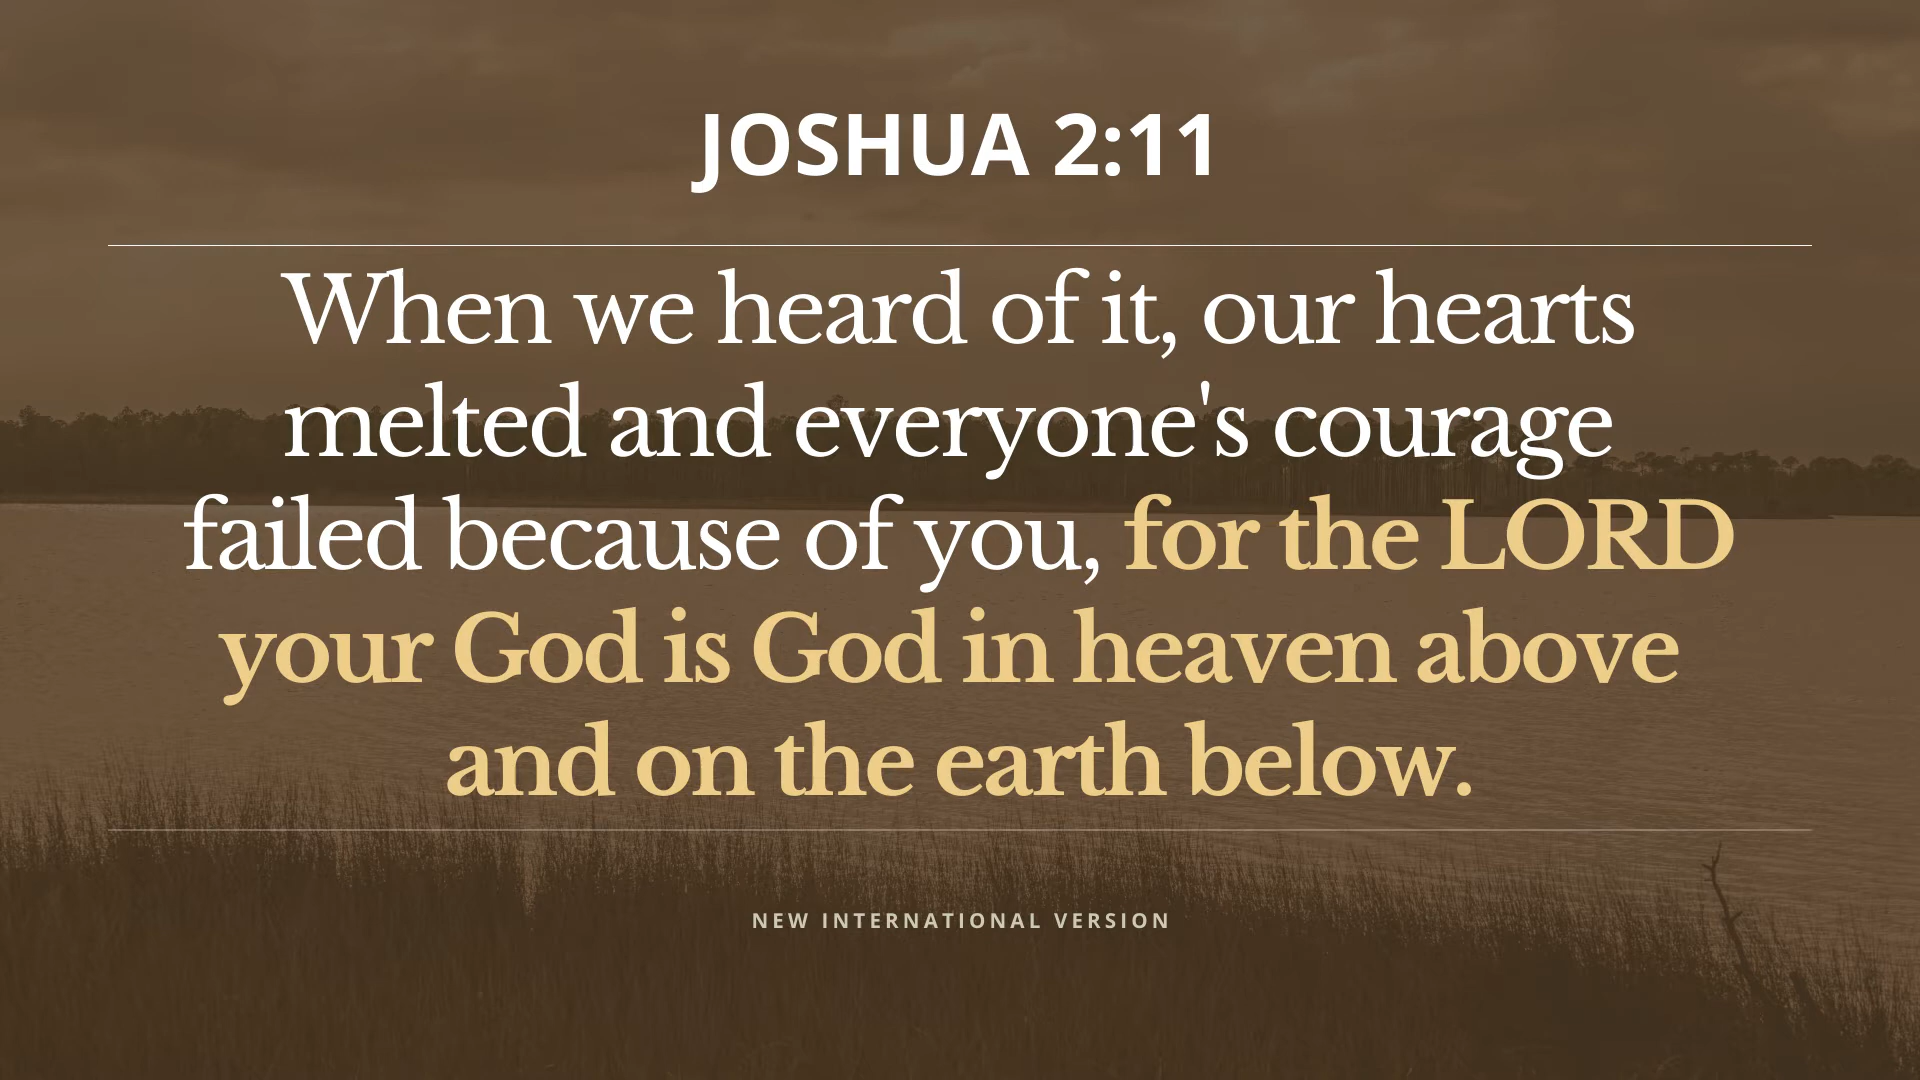 JOSHUA 2:11
When we heard of it, our hearts
melted and everyone's courage
failed because of you, for the LORD
your God is God in heaven above
and on the earth below.
NEW INTERNATIONAL VERSION